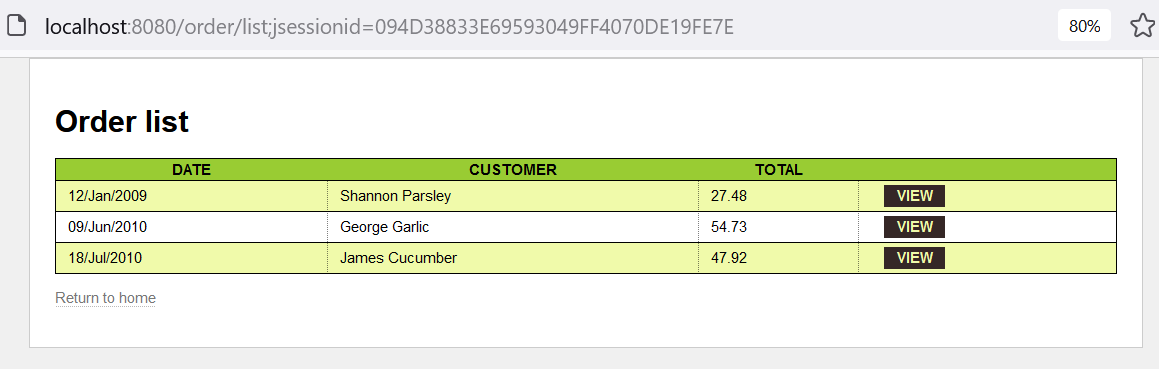 localhost:8080/order/list;jsessionid=094D38833E69593049FF4070DE19FE7E 80%
Order list
DATE CUSTOMER TOTAL
12/Jan/2009 Shannon Parsley 27.48 VIEW
09/Jun/2010 George Garlic 54.73 VIEW
18/Jul/2010 James Cucumber 47.92 VIEW
Return to home